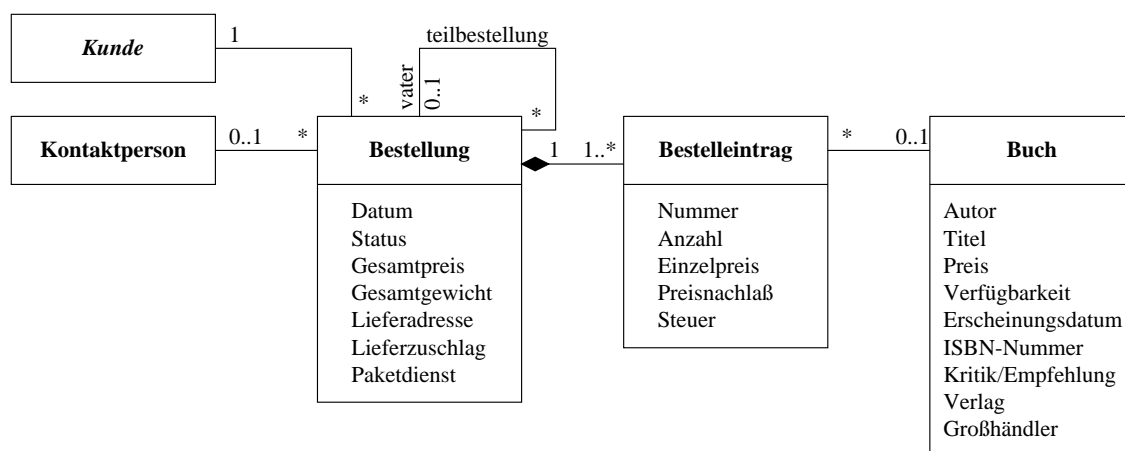 Kunde
1
*
teilbestellung
vater
0..1
*
Kontaktperson
0..1
*
Bestellung
1
1..*
Bestelleintrag
*
0..1
Buch
Datum
Status
Gesamtpreis
Gesamtgewicht
Lieferadresse
Lieferzuschlag
Paketdienst
Nummer
Anzahl
Einzelpreis
Preisnachlaß
Steuer
Autor
Titel
Preis
Verfügbarkeit
Erscheinungsdatum
ISBN-Nummer
Kritik/Empfehlung
Verlag
Großhändler